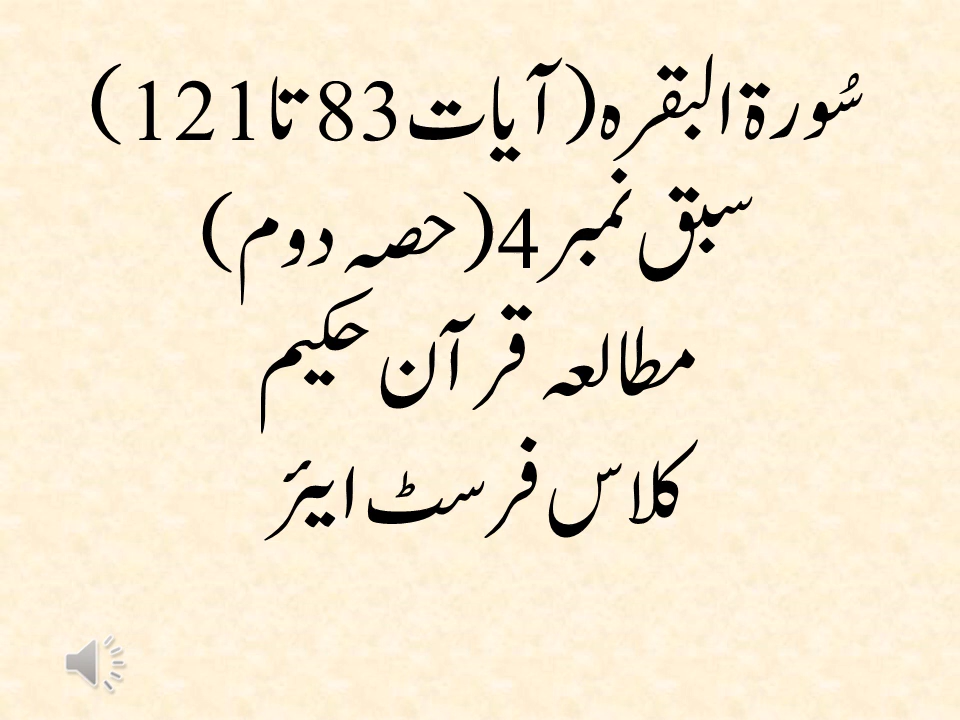 سُورۃ البقرہ (آیات 83 تا 121)
سبق نمبر 4 (حصہ دوم)
مطالعہ قرآن حکیم
کلاس فرسٹ ایئر